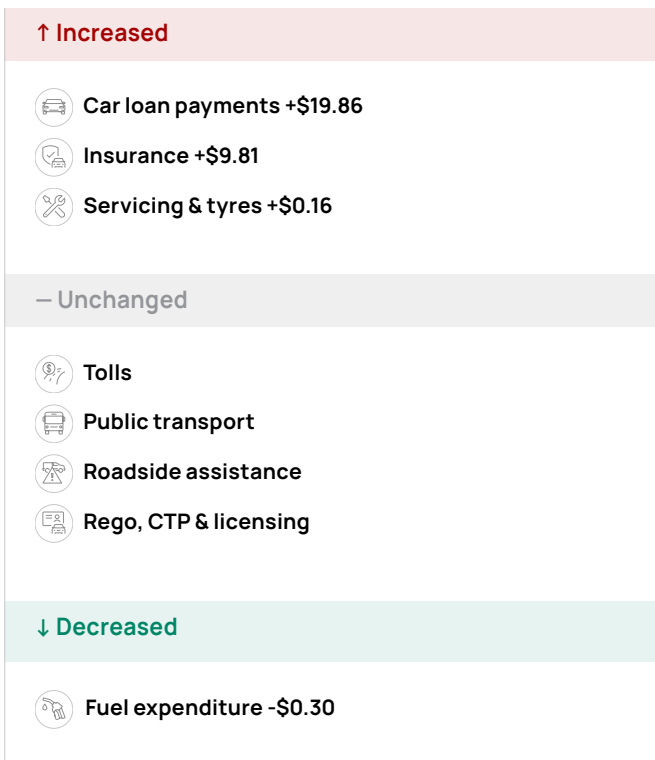 ↑ Increased
Car loan payments +$19.86
Insurance +$9.81
Servicing & tyres +$0.16
— Unchanged
Tolls
Public transport
Roadside assistance
Rego, CTP & licensing
↓ Decreased
Fuel expenditure -$0.30